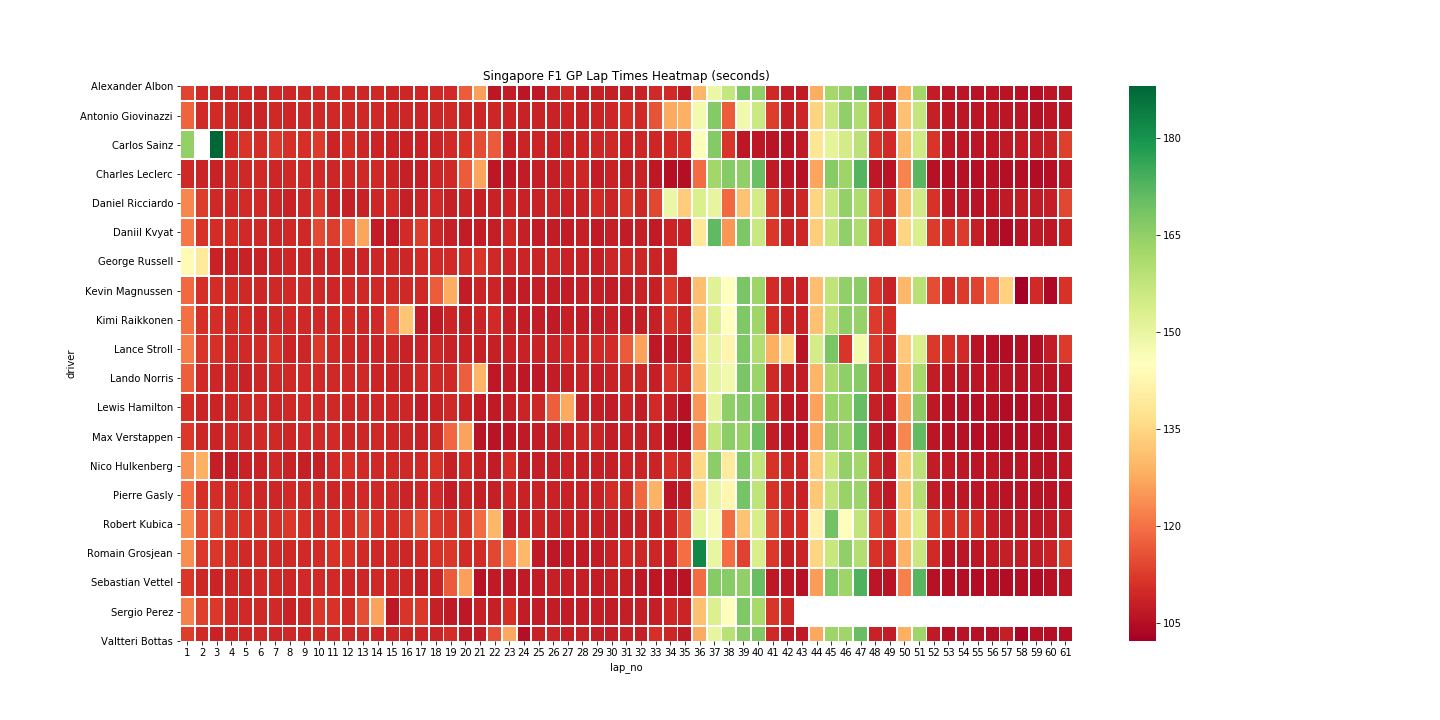 Singapore F1 GP Lap Times Heatmap (seconds)
Alexander Albon
Antonio Giovinazzi
Carlos Sainz
Charles Leclerc
Daniel Ricciardo
Daniil Kvyat
George Russell
Kevin Magnussen
Kimi Raikkonen
Lance Stroll
Lando Norris
Lewis Hamilton
Max Verstappen
Nico Hulkenberg
Pierre Gasly
Robert Kubica
Romain Grosjean
Sebastian Vettel
Sergio Perez
Valtteri Bottas
driver
1 2 3 4 5 6 7 8 9 10 11 12 13 14 15 16 17 18 19 20 21 22 23 24 25 26 27 28 29 30 31 32 33 34 35 36 37 38 39 40 41 42 43 44 45 46 47 48 49 50 51 52 53 54 55 56 57 58 59 60 61
lap_no
180
165
150
135
120
105